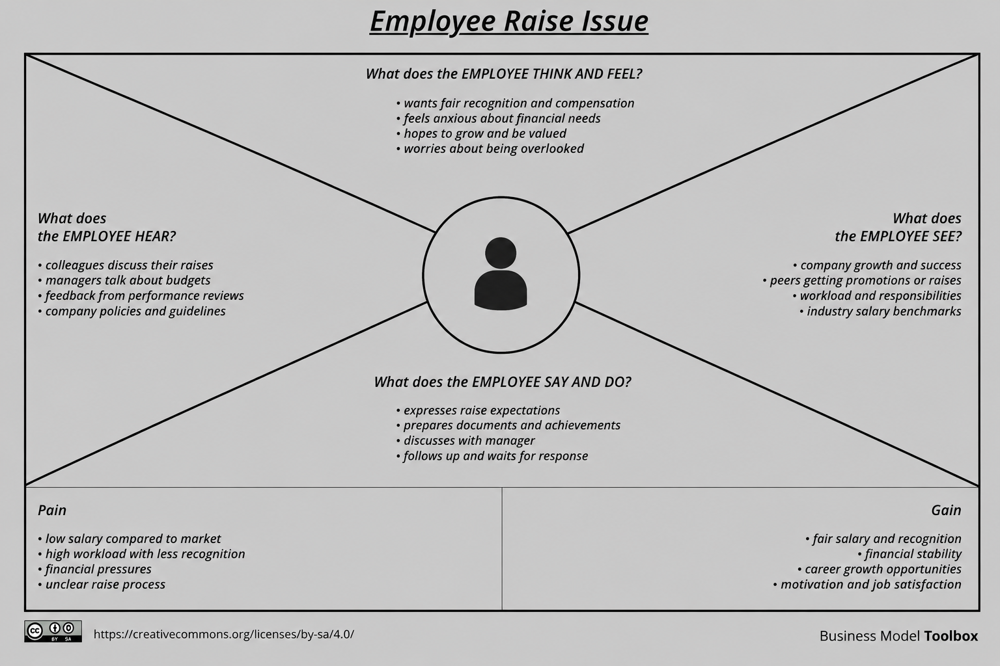 Employee Raise Issue
What does the EMPLOYEE THINK AND FEEL?
• wants fair recognition and compensation
• feels anxious about financial needs
• hopes to grow and be valued
• worries about being overlooked
What does
the EMPLOYEE HEAR?
• colleagues discuss their raises
• managers talk about budgets
• feedback from performance reviews
• company policies and guidelines
What does
the EMPLOYEE SEE?
• company growth and success
• peers getting promotions or raises
• workload and responsibilities
• industry salary benchmarks
What does the EMPLOYEE SAY AND DO?
• expresses raise expectations
• prepares documents and achievements
• discusses with manager
• follows up and waits for response
Pain
• low salary compared to market
• high workload with less recognition
• financial pressures
• unclear raise process
Gain
• fair salary and recognition
• financial stability
• career growth opportunities
• motivation and job satisfaction
cc
BY SA
https://creativecommons.org/licenses/by-sa/4.0/
Business Model Toolbox